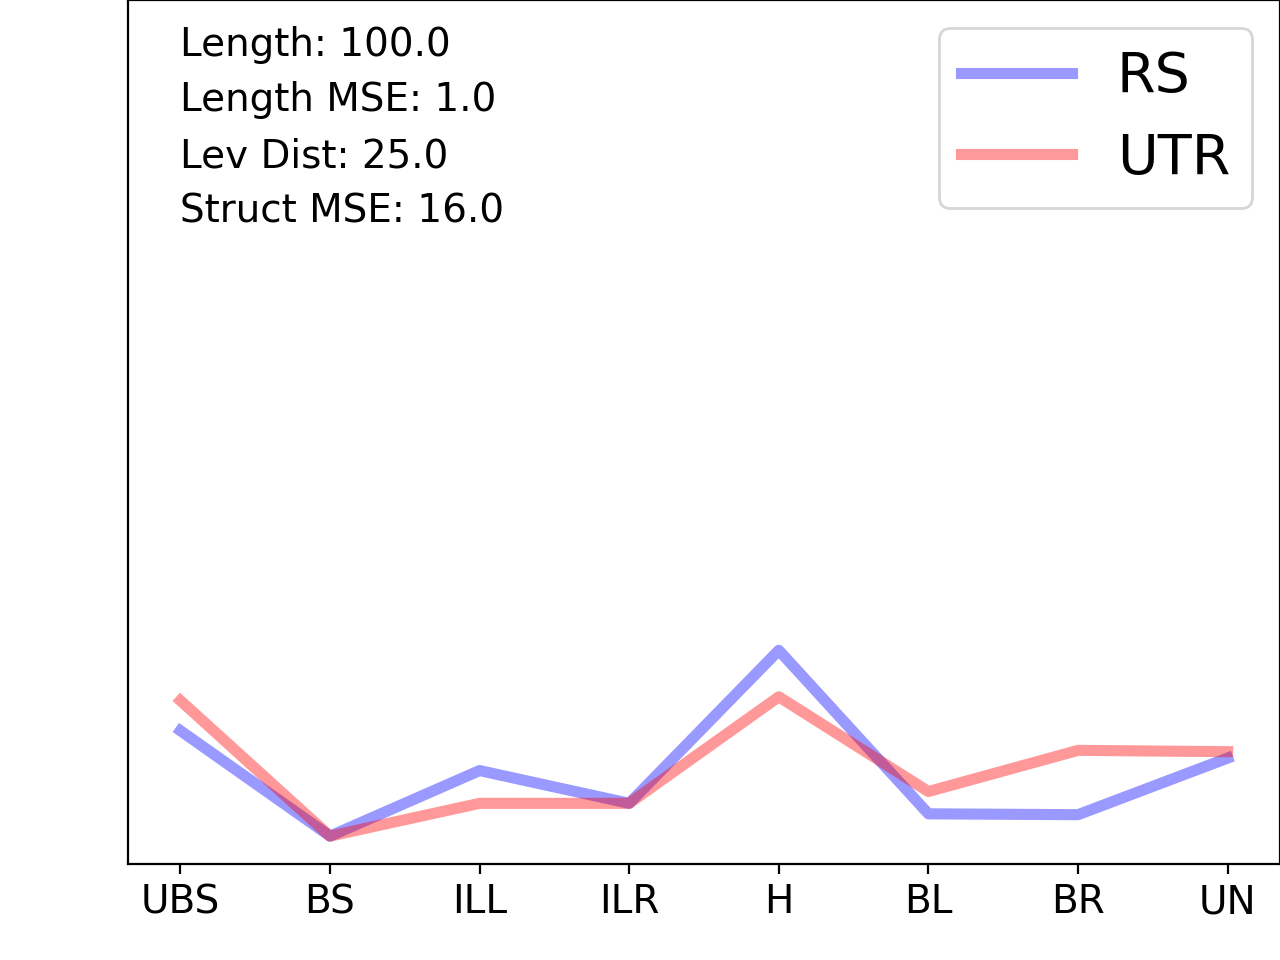 Length: 100.0
Length MSE: 1.0
Lev Dist: 25.0
Struct MSE: 16.0
RS
UTR
UBS BS ILL ILR H BL BR UN